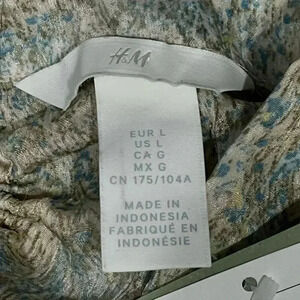 H&M
EUR L
US L
CA G
MX G
CN 175/104A
MADE IN
INDONESIA
FABRIQUÉ EN
INDONÉSIE